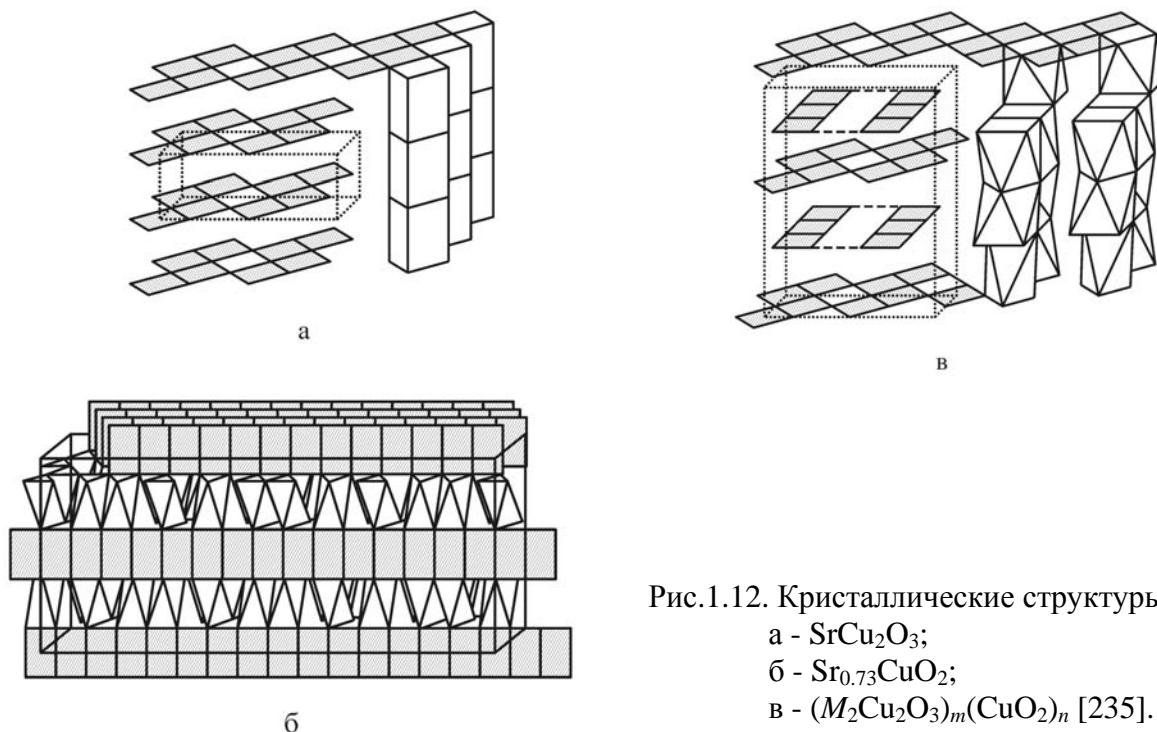 а
в
б
Рис.1.12. Кристаллические структуры
а - SrCu₂O₃;
б - Sr₀.₇₃CuO₂;
в - (M₂Cu₂O₃)ₘ(CuO₂)ₙ [235].